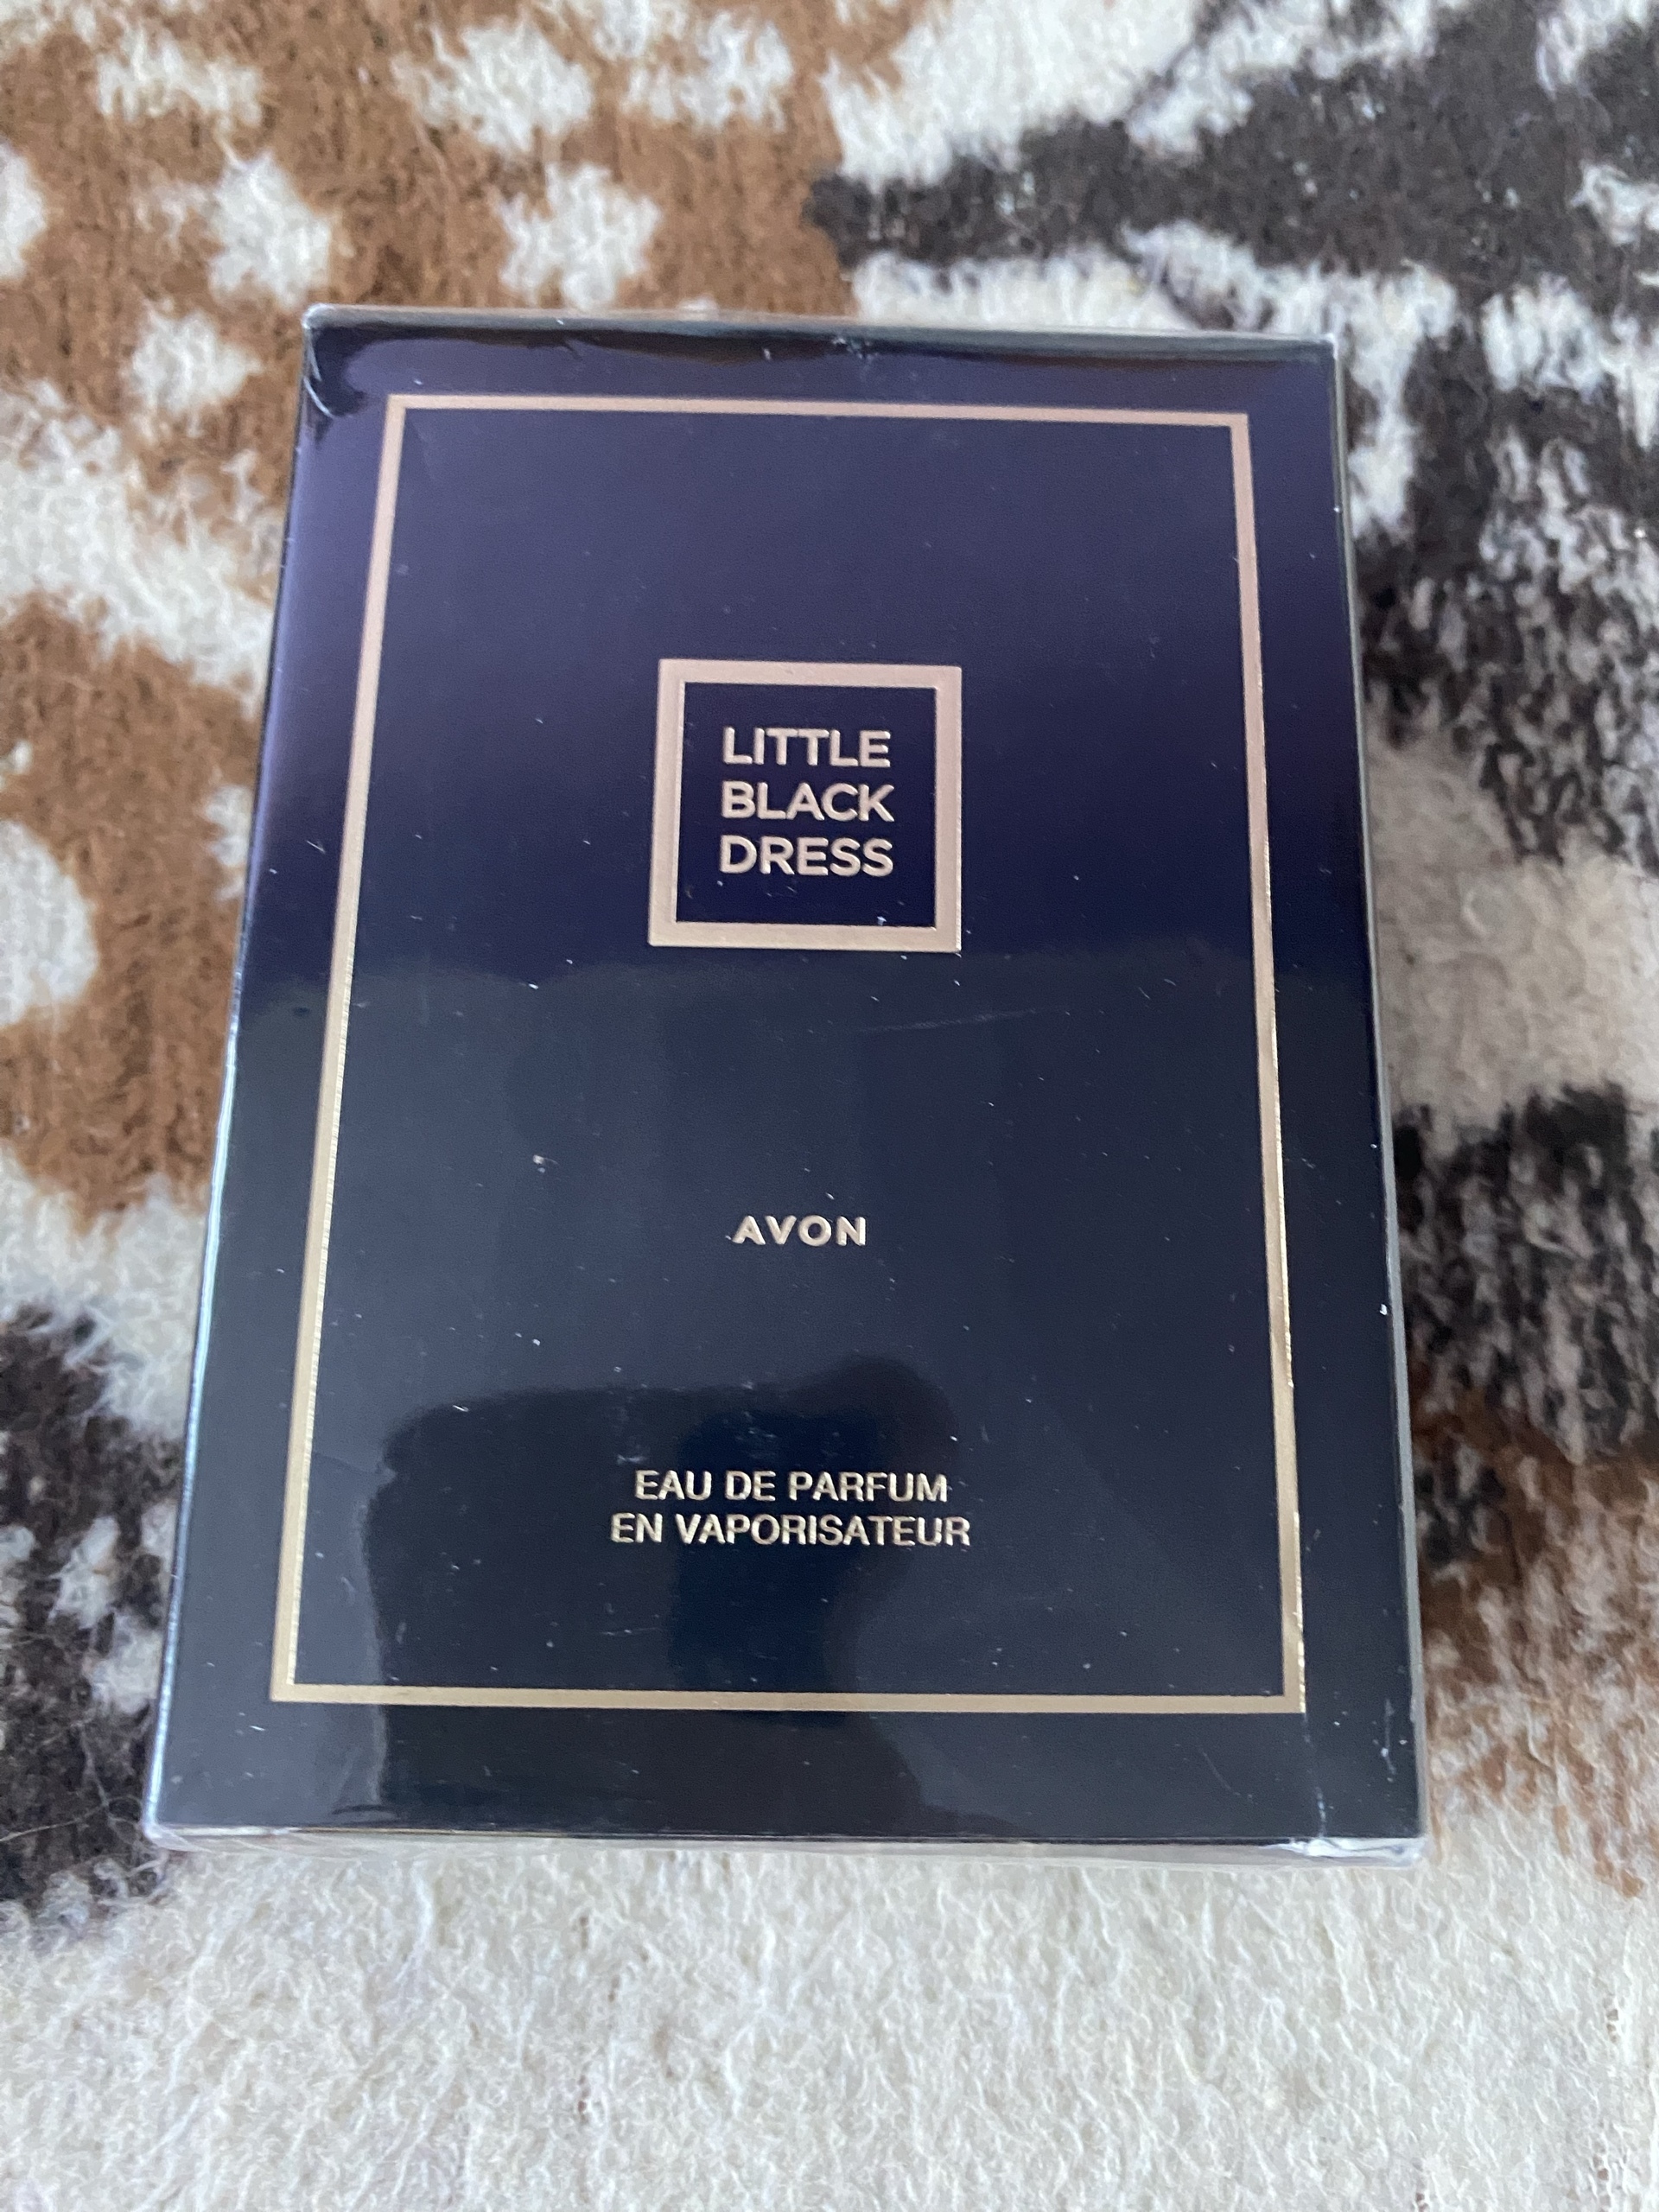 LITTLE
BLACK
DRESS
AVON
EAU DE PARFUM
EN VAPORISATEUR